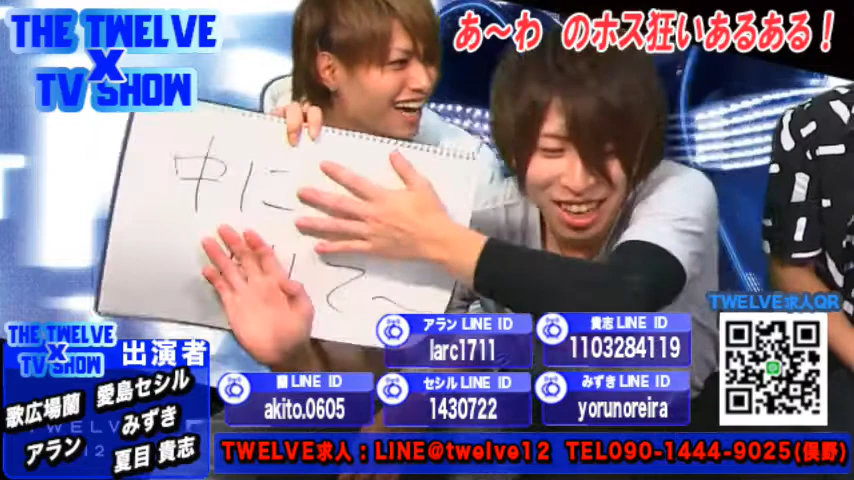 THE TWELVE
X
TV SHOW
あ～わ のホス狂いあるある！
中に
て～
TWELVE求人QR
THE TWELVE
X
TV SHOW
出演者
歌広場蘭 愛島セシル
みずき
アラン
夏目 貴志
アラン LINE ID
larc1711
貴志 LINE ID
1103284119
蘭 LINE ID
akito.0605
セシル LINE ID
1430722
みずき LINE ID
yorunoreira
TWELVE求人：LINE@twelve12 TEL090-1444-9025(俣野)